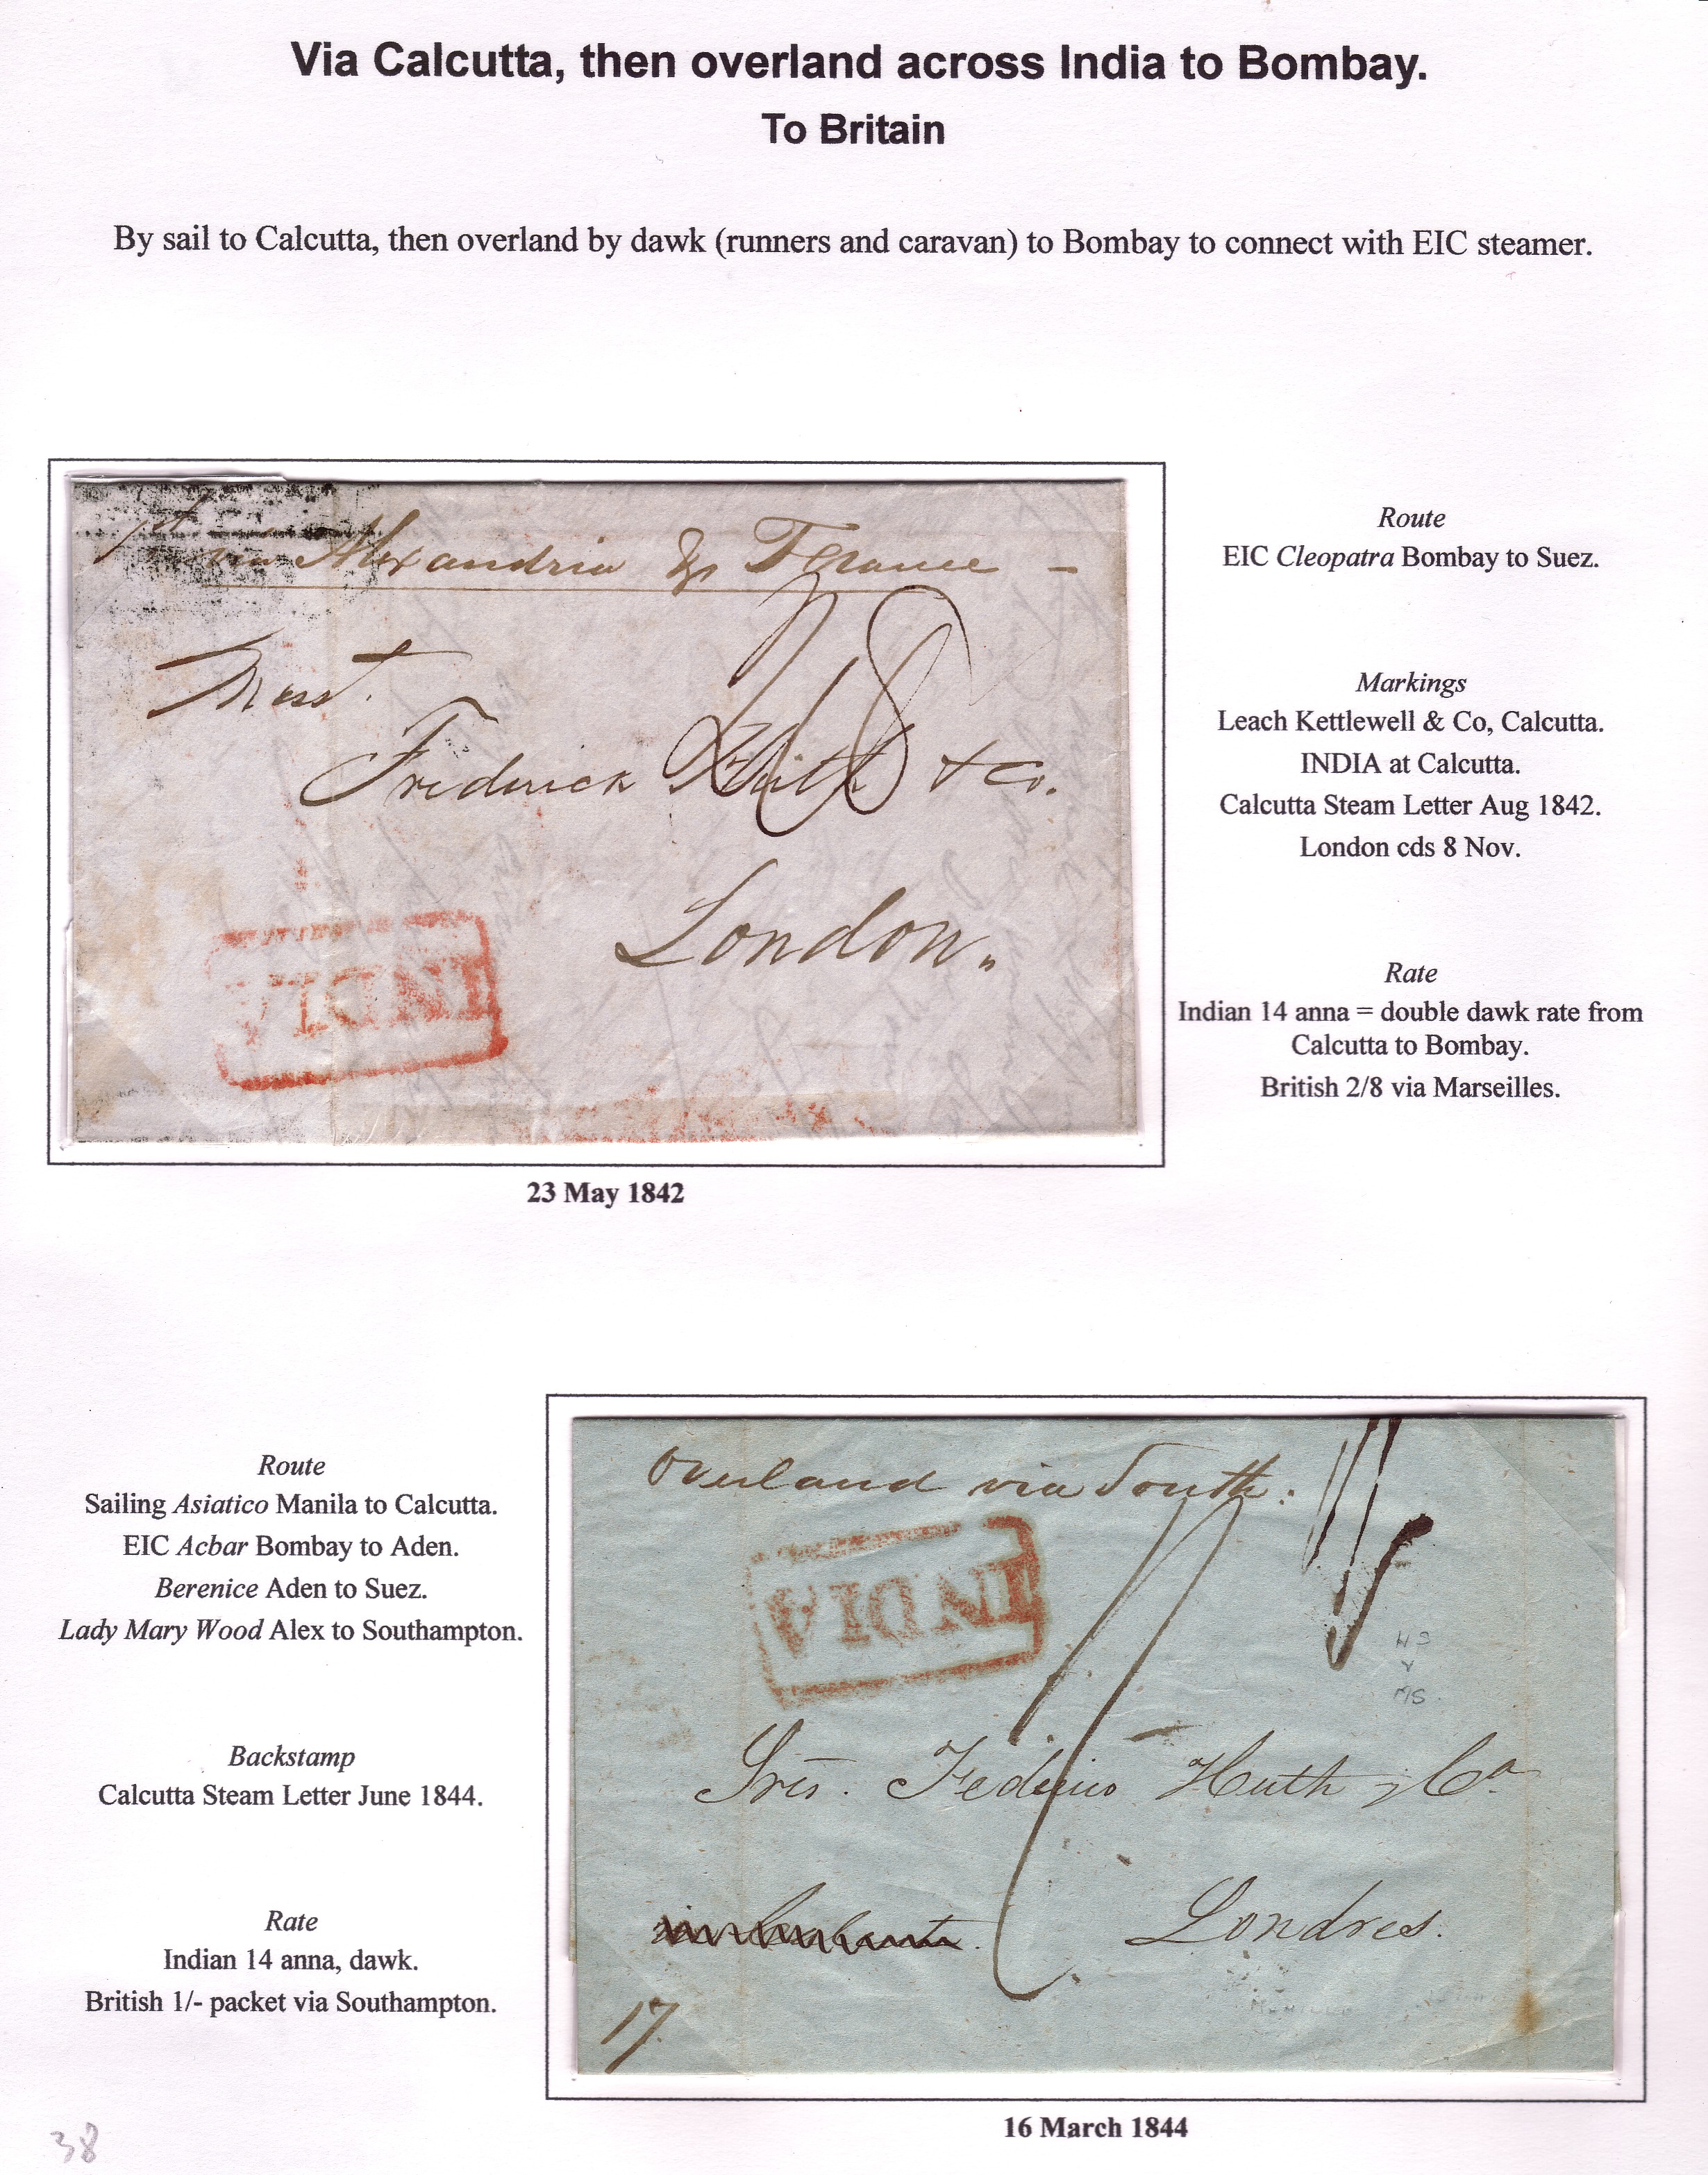 Via Calcutta, then overland across India to Bombay.
To Britain
By sail to Calcutta, then overland by dawk (runners and caravan) to Bombay to connect with EIC steamer.
1st via Alexandria & France –
Messrs.
Frederick Huth & Co.
2/8
London.
INDIA
23 May 1842
Route
EIC Cleopatra Bombay to Suez.
Markings
Leach Kettlewell & Co, Calcutta.
INDIA at Calcutta.
Calcutta Steam Letter Aug 1842.
London cds 8 Nov.
Rate
Indian 14 anna = double dawk rate from
Calcutta to Bombay.
British 2/8 via Marseilles.
Route
Sailing Asiatico Manila to Calcutta.
EIC Acbar Bombay to Aden.
Berenice Aden to Suez.
Lady Mary Wood Alex to Southampton.
Backstamp
Calcutta Steam Letter June 1844.
Rate
Indian 14 anna, dawk.
British 1/- packet via Southampton.
Overland via South:
INDIA
1/-
Sres. Federico Huth y Ca
Londres.
17.
16 March 1844
38